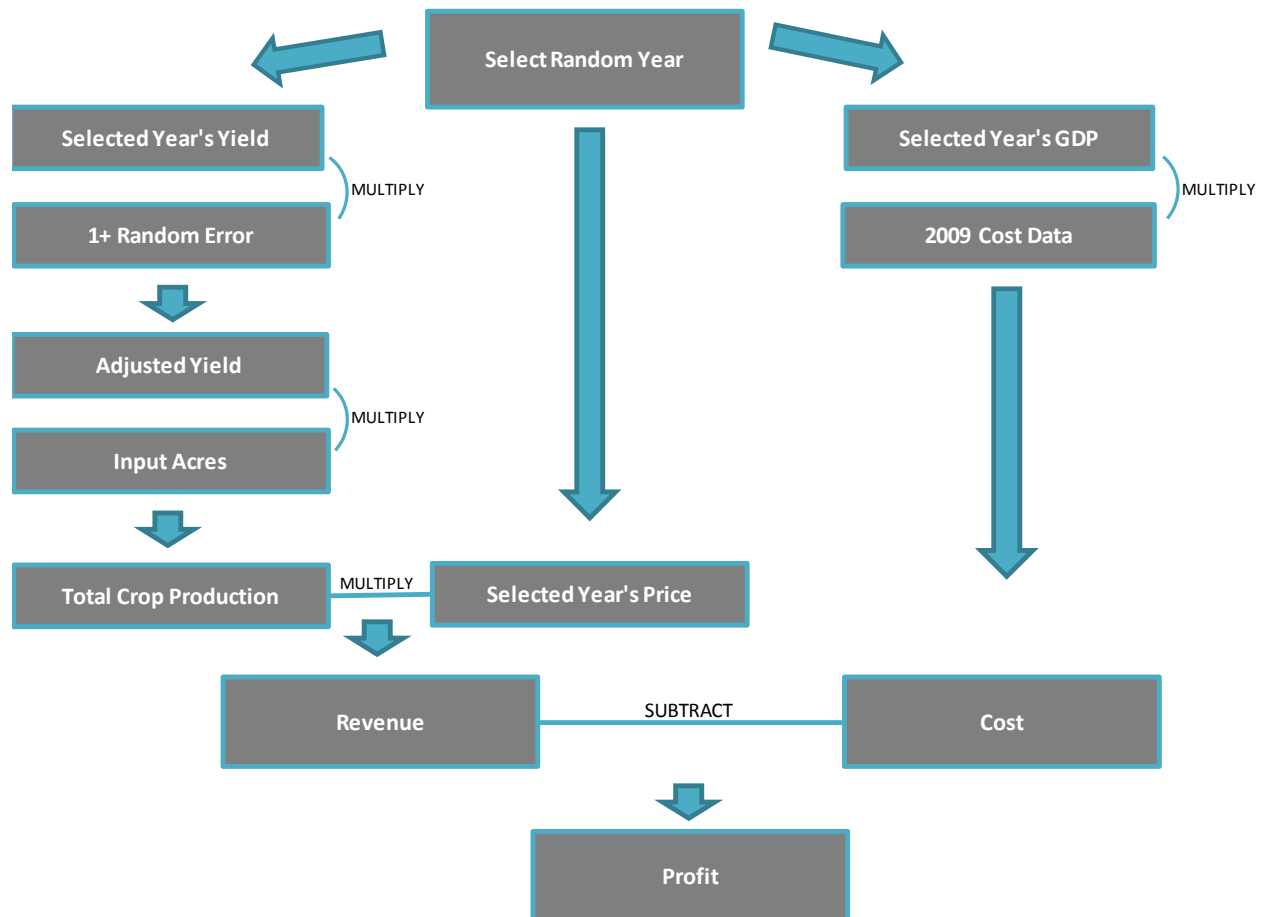 Select Random Year
Selected Year's Yield
Selected Year's GDP
MULTIPLY
MULTIPLY
1+ Random Error
2009 Cost Data
Adjusted Yield
MULTIPLY
Input Acres
Total Crop Production
MULTIPLY
Selected Year's Price
Revenue
SUBTRACT
Cost
Profit